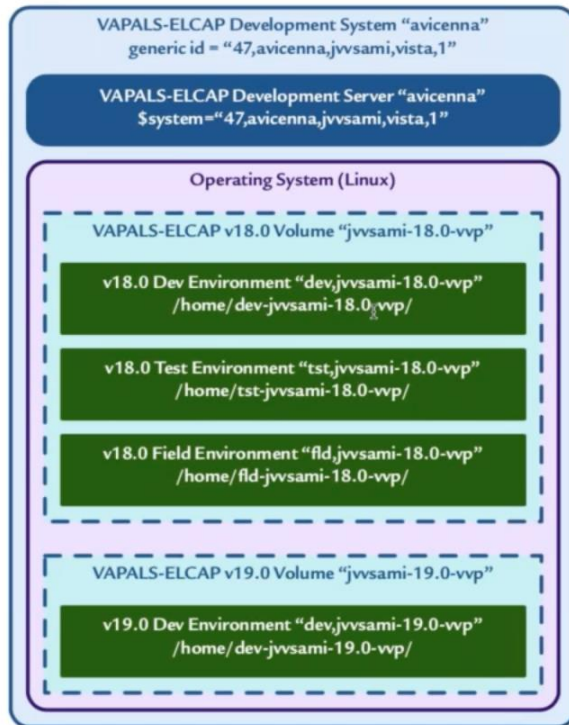 VAPALS-ELCAP Development System “avicenna”
generic id = “47,avicenna,jvvsami,vista,1”
VAPALS-ELCAP Development Server “avicenna”
$system=“47,avicenna,jvvsami,vista,1”
Operating System (Linux)
VAPALS-ELCAP v18.0 Volume “jvvsami-18.0-vvp”
v18.0 Dev Environment “dev,jvvsami-18.0-vvp”
/home/dev-jvvsami-18.0-vvp/
v18.0 Test Environment “tst,jvvsami-18.0-vvp”
/home/tst-jvvsami-18.0-vvp/
v18.0 Field Environment “fld,jvvsami-18.0-vvp”
/home/fld-jvvsami-18.0-vvp/
VAPALS-ELCAP v19.0 Volume “jvvsami-19.0-vvp”
v19.0 Dev Environment “dev,jvvsami-19.0-vvp”
/home/dev-jvvsami-19.0-vvp/